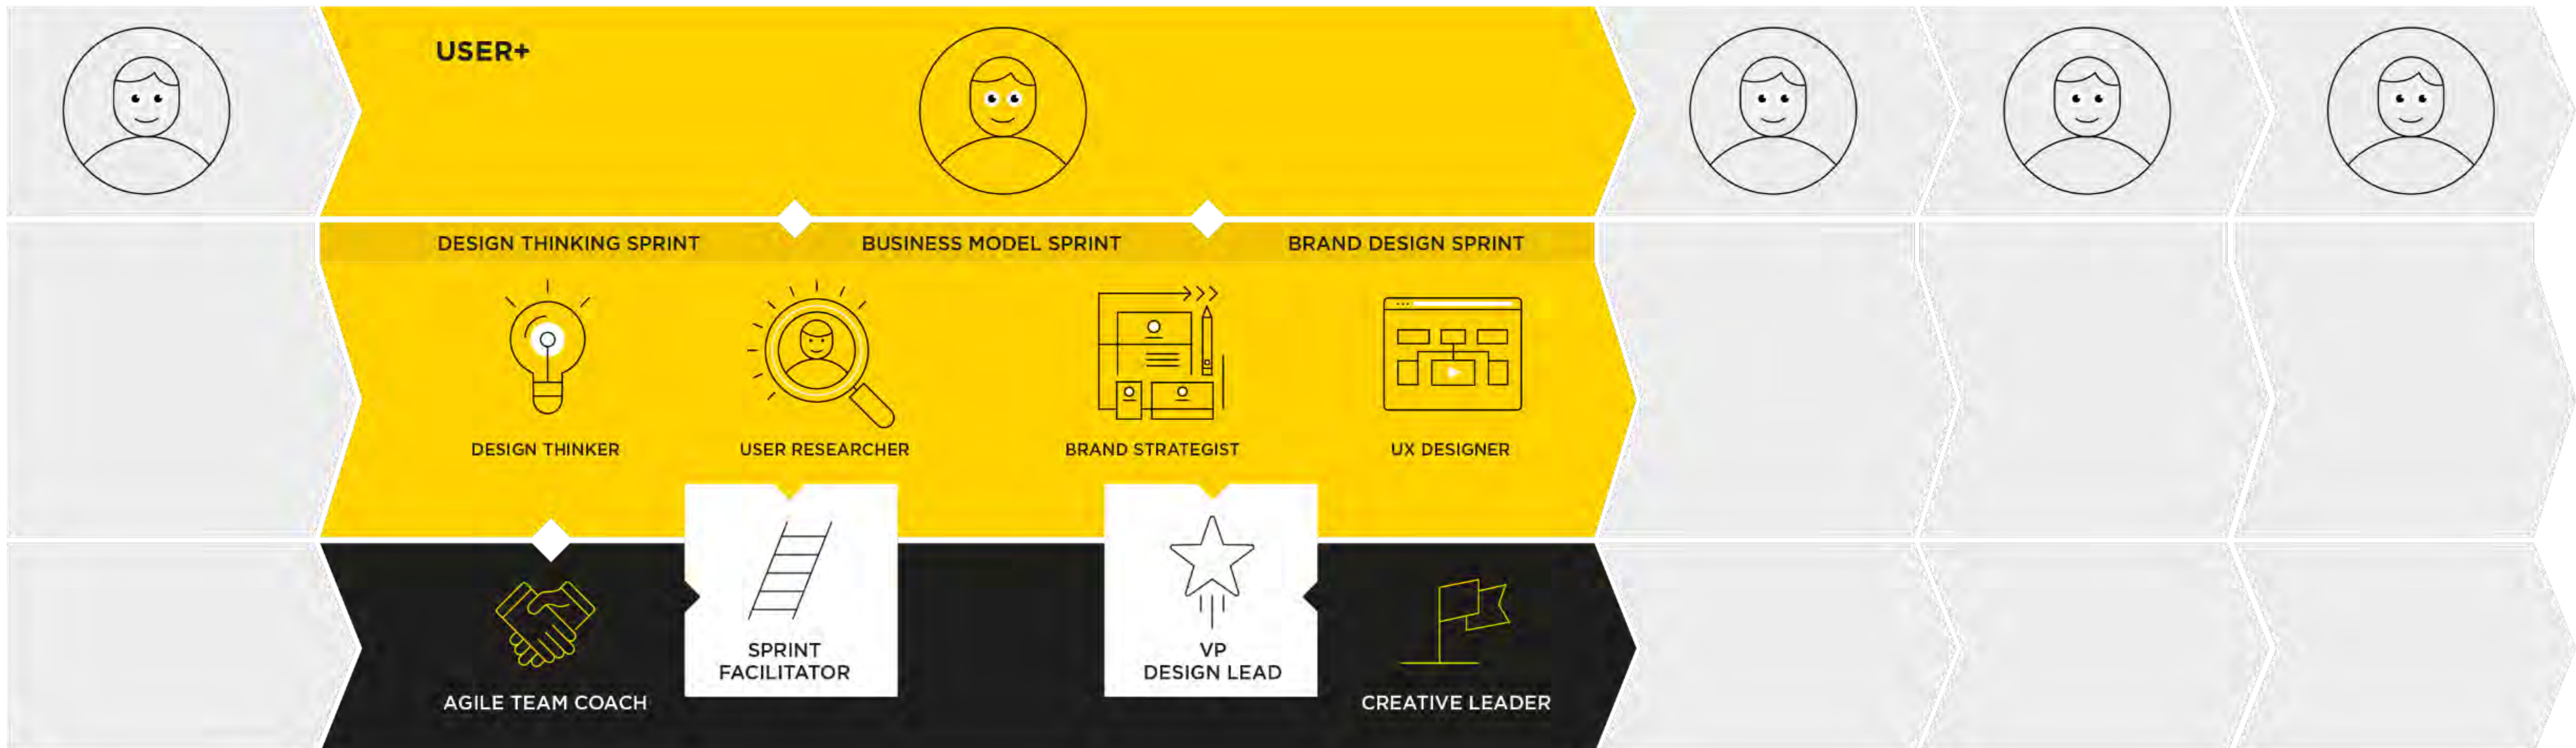 USER+
DESIGN THINKING SPRINT
BUSINESS MODEL SPRINT
BRAND DESIGN SPRINT
DESIGN THINKER
USER RESEARCHER
BRAND STRATEGIST
UX DESIGNER
AGILE TEAM COACH
SPRINT
FACILITATOR
VP
DESIGN LEAD
CREATIVE LEADER